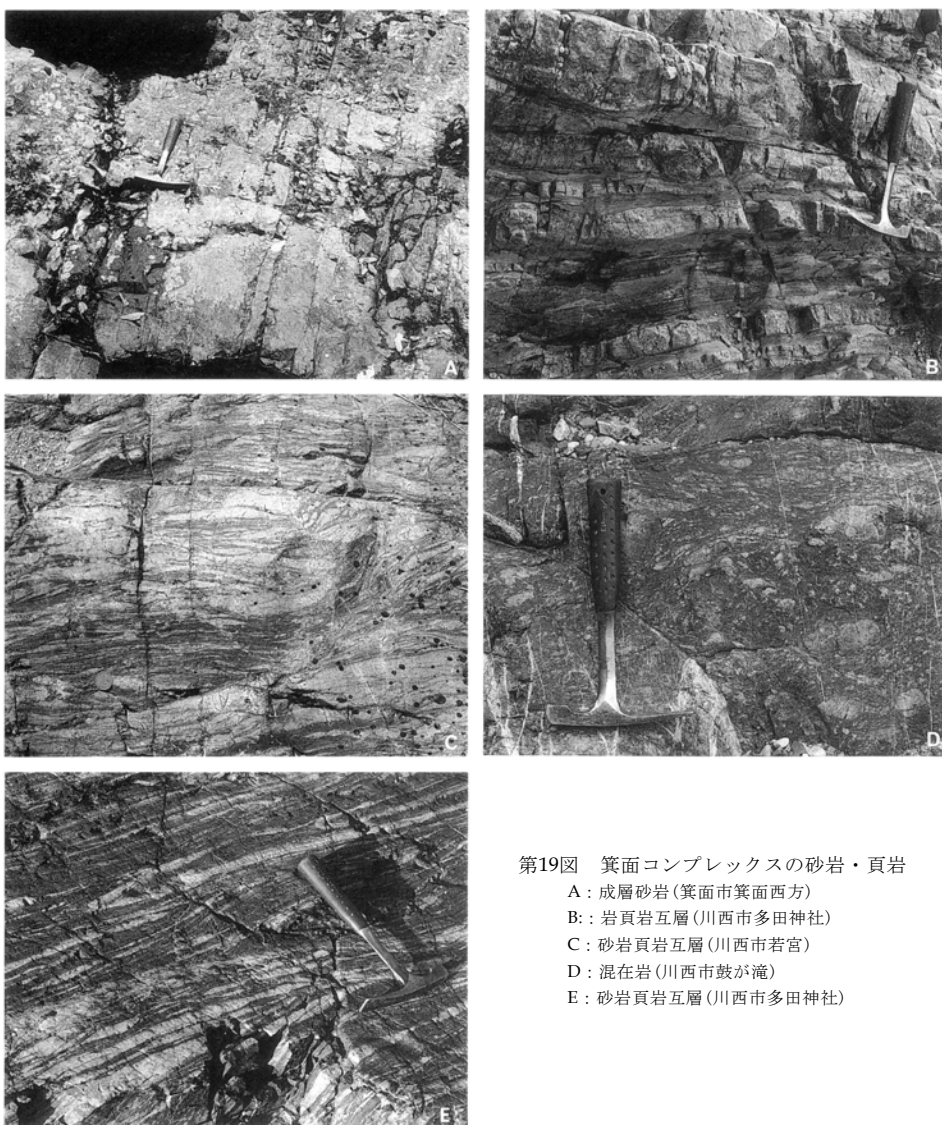 A
B
C
D
E
第19図 箕面コンプレックスの砂岩・頁岩
A：成層砂岩(箕面市箕面西方)
B:：岩頁岩互層(川西市多田神社)
C：砂岩頁岩互層(川西市若宮)
D：混在岩(川西市鼓が滝)
E：砂岩頁岩互層(川西市多田神社)